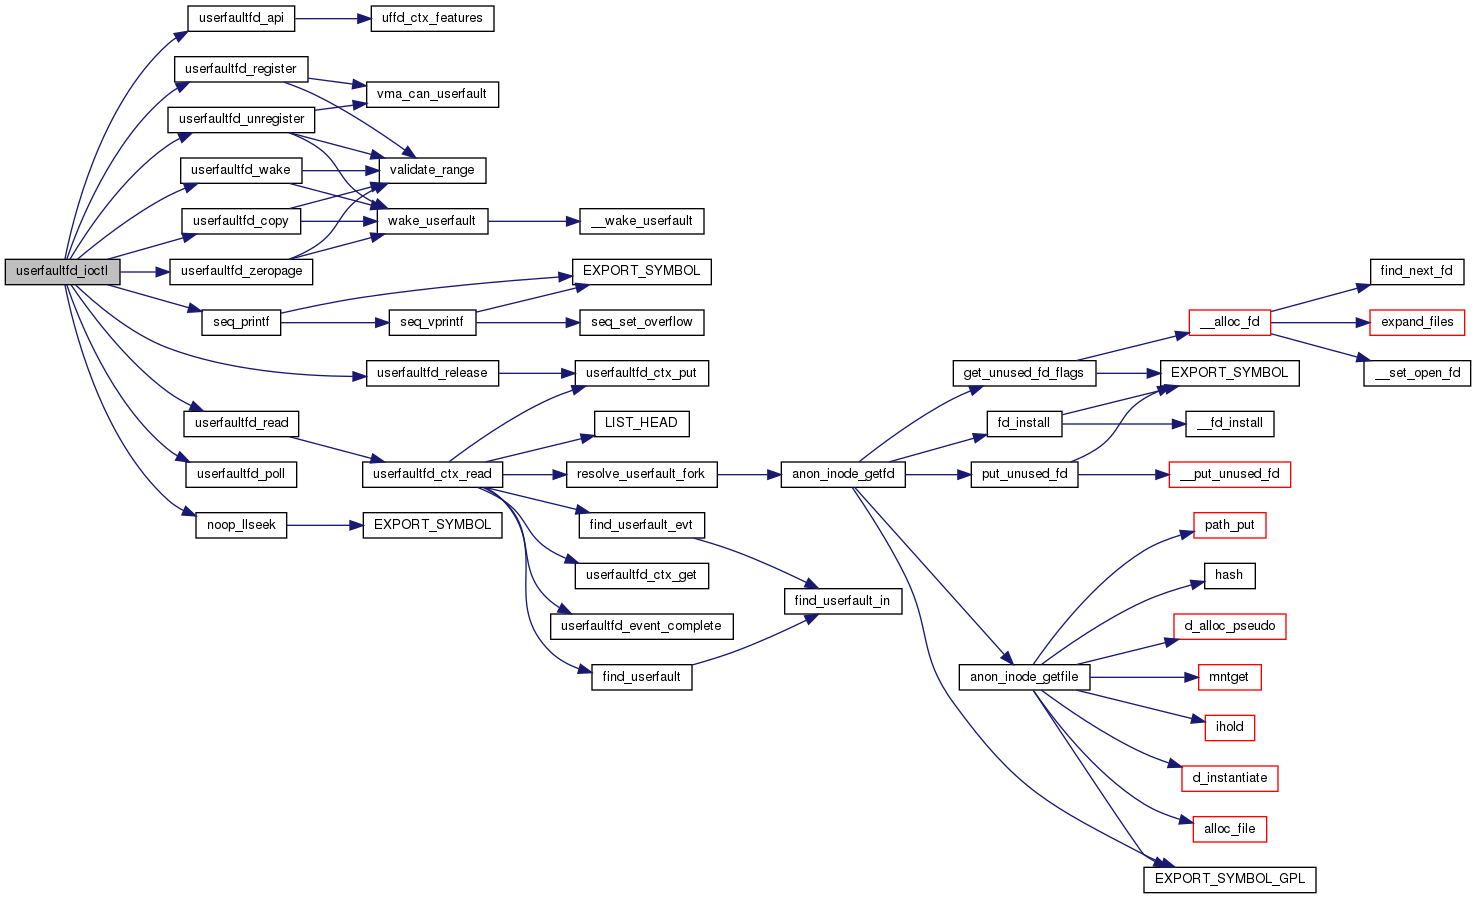 userfaultfd_api
uffd_ctx_features
userfaultfd_register
vma_can_userfault
userfaultfd_unregister
userfaultfd_wake
validate_range
userfaultfd_copy
wake_userfault
__wake_userfault
userfaultfd_ioctl
userfaultfd_zeropage
EXPORT_SYMBOL
find_next_fd
seq_printf
seq_vprintf
seq_set_overflow
__alloc_fd
expand_files
userfaultfd_release
userfaultfd_ctx_put
get_unused_fd_flags
EXPORT_SYMBOL
__set_open_fd
userfaultfd_read
LIST_HEAD
fd_install
__fd_install
userfaultfd_poll
userfaultfd_ctx_read
resolve_userfault_fork
anon_inode_getfd
put_unused_fd
__put_unused_fd
noop_llseek
EXPORT_SYMBOL
find_userfault_evt
path_put
userfaultfd_ctx_get
hash
find_userfault_in
userfaultfd_event_complete
d_alloc_pseudo
find_userfault
anon_inode_getfile
mntget
ihold
d_instantiate
alloc_file
EXPORT_SYMBOL_GPL